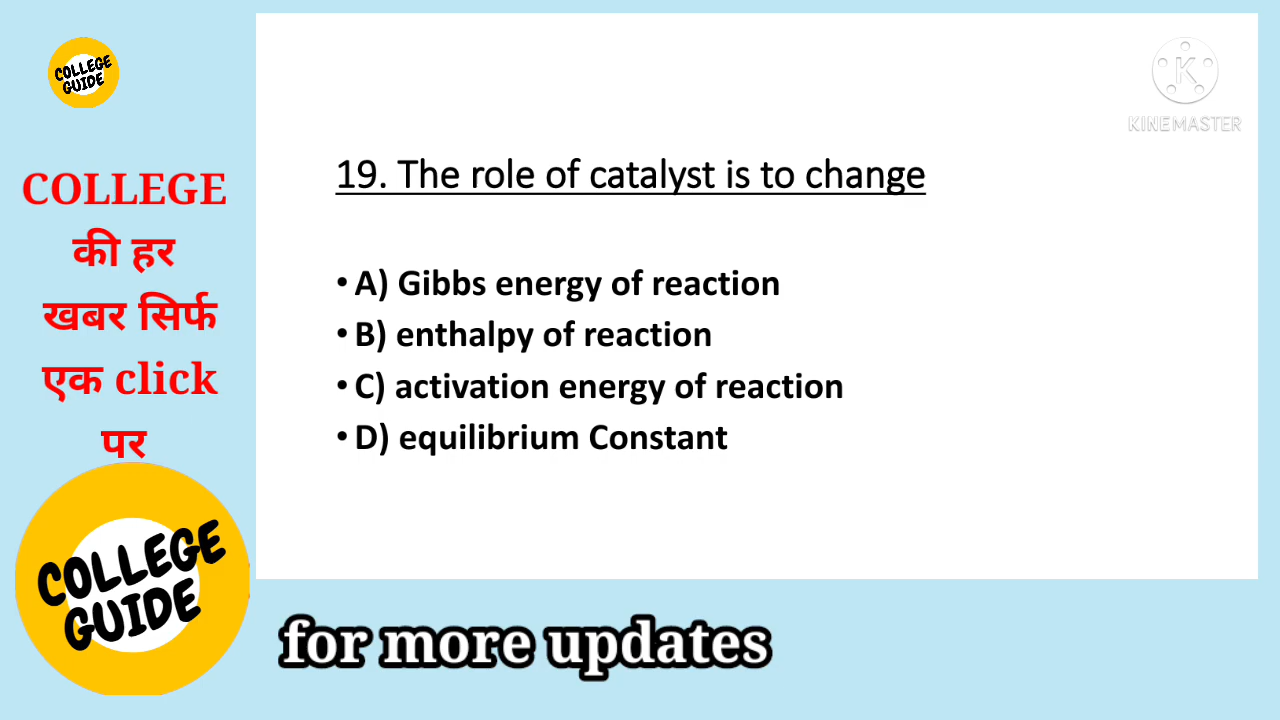 COLLEGE
GUIDE
COLLEGE
की हर
खबर सिर्फ
एक click
पर
COLLEGE
GUIDE
K
KINEMASTER
19. The role of catalyst is to change
• A) Gibbs energy of reaction
• B) enthalpy of reaction
• C) activation energy of reaction
• D) equilibrium Constant
for more updates